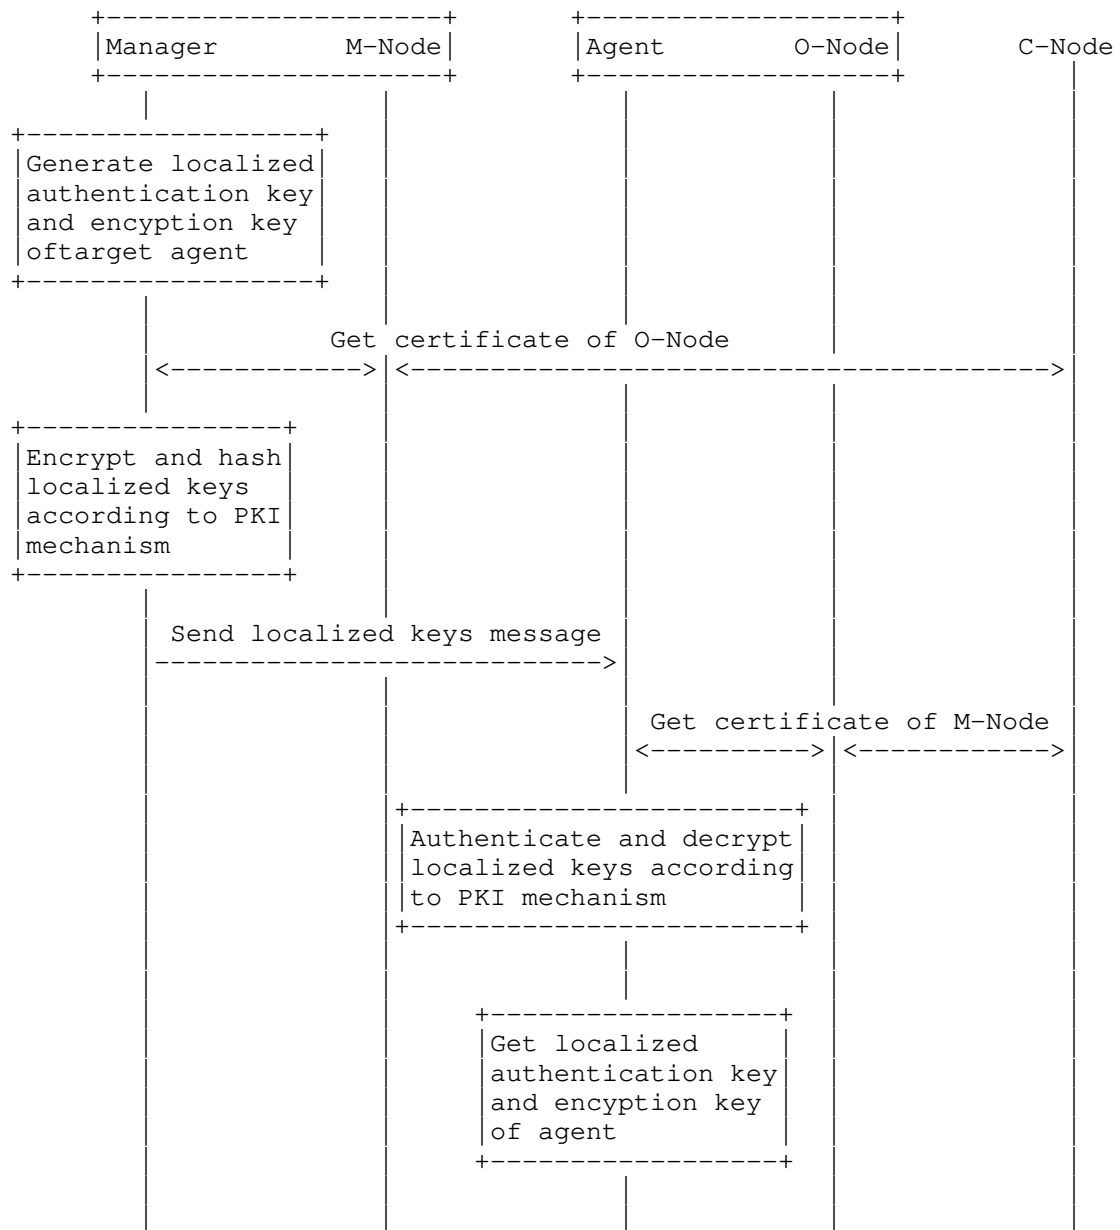 Manager M-Node Agent O-Node C-Node
Generate localized
authentication key
and encyption key
oftarget agent
Get certificate of O-Node
Encrypt and hash
localized keys
according to PKI
mechanism
Send localized keys message
Get certificate of M-Node
Authenticate and decrypt
localized keys according
to PKI mechanism
Get localized
authentication key
and encyption key
of agent